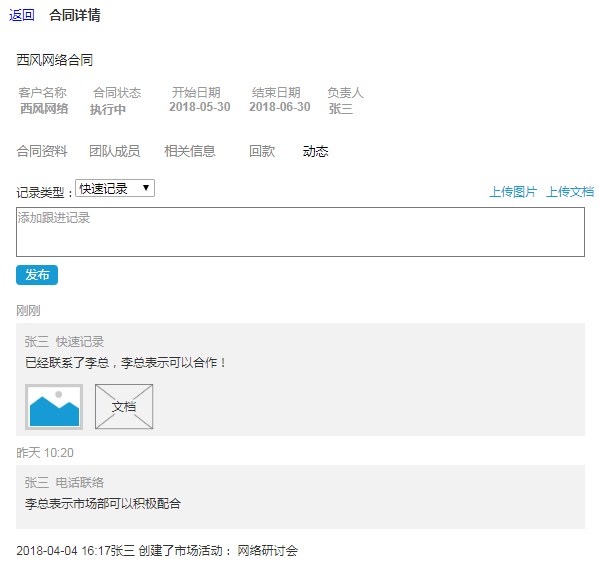 返回 合同详情
西风网络合同
客户名称 合同状态 开始日期 结束日期 负责人
西风网络 执行中 2018-05-30 2018-06-30 张三
合同资料 团队成员 相关信息 回款 动态
记录类型：快速记录 ▼ 上传图片 上传文档
添加跟进记录
发布
刚刚
张三 快速记录
已经联系了李总，李总表示可以合作！
文档
昨天 10:20
张三 电话联络
李总表示市场部可以积极配合
2018-04-04 16:17张三 创建了市场活动： 网络研讨会